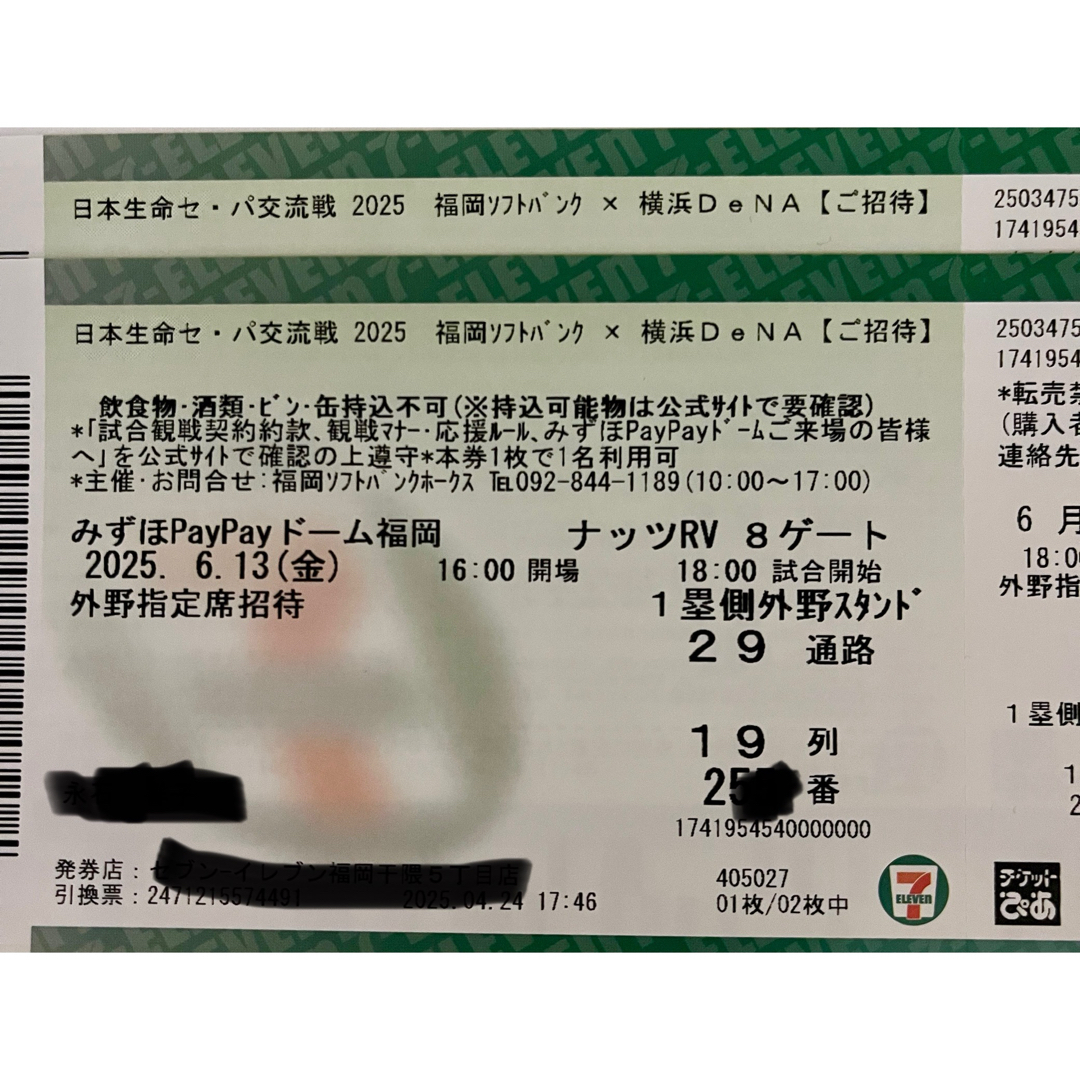 7-ELEVEN
日本生命セ・パ交流戦 2025 福岡ソフトバンク × 横浜DeNA【ご招待】
2503475
1741954
7-ELEVEN
日本生命セ・パ交流戦 2025 福岡ソフトバンク × 横浜DeNA【ご招待】
2503475
1741954
飲食物・酒類・ビン・缶持込不可(※持込可能物は公式サイトで要確認)
*「試合観戦契約約款、観戦マナー・応援ルール、みずほPayPayドームご来場の皆様
へ」を公式サイトで確認の上遵守*本券1枚で1名利用可
*主催・お問合せ:福岡ソフトバンクホークス ℡092-844-1189(10:00〜17:00)
*転売禁
(購入者
連絡先
みずほPayPayドーム福岡 ナッツRV 8ゲート
2025. 6.13(金) 16:00 開場 18:00 試合開始
外野指定席招待 1塁側外野スタンド
29 通路
19 列
25 番
1741954540000000
6 月
18:00
外野指
1塁側
1
2
発券店:セブン-イレブン福岡干隈5丁目店
引換票:2471215574491 2025.04.24 17:46
405027
01枚/02枚中
7 ELEVEN
チケットぴあ